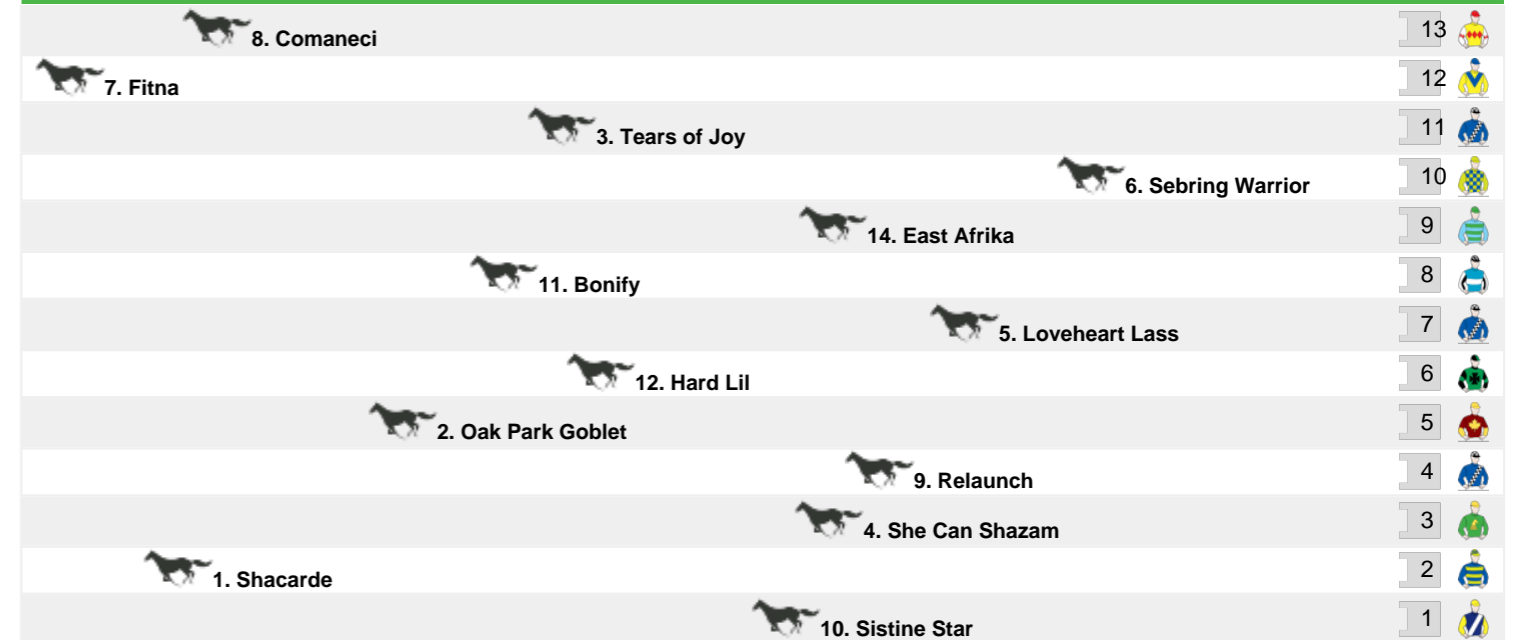 8. Comaneci 13
7. Fitna 12
3. Tears of Joy 11
6. Sebring Warrior 10
14. East Afrika 9
11. Bonify 8
5. Loveheart Lass 7
12. Hard Lil 6
2. Oak Park Goblet 5
9. Relaunch 4
4. She Can Shazam 3
1. Shacarde 2
10. Sistine Star 1